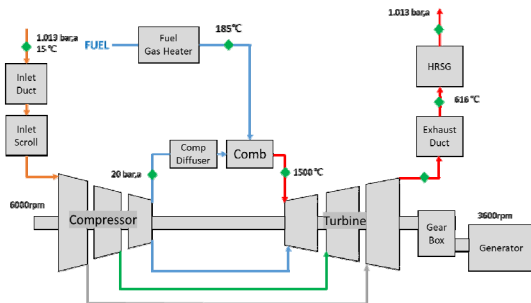 1.013 bar,a
15 ℃
FUEL
Fuel
Gas Heater
185℃
1.013 bar,a
Inlet
Duct
HRSG
616 ℃
Inlet
Scroll
Comp
Diffuser
Comb
Exhaust
Duct
20 bar,a
1500 ℃
6000rpm
Compressor
Turbine
Gear
Box
3600rpm
Generator